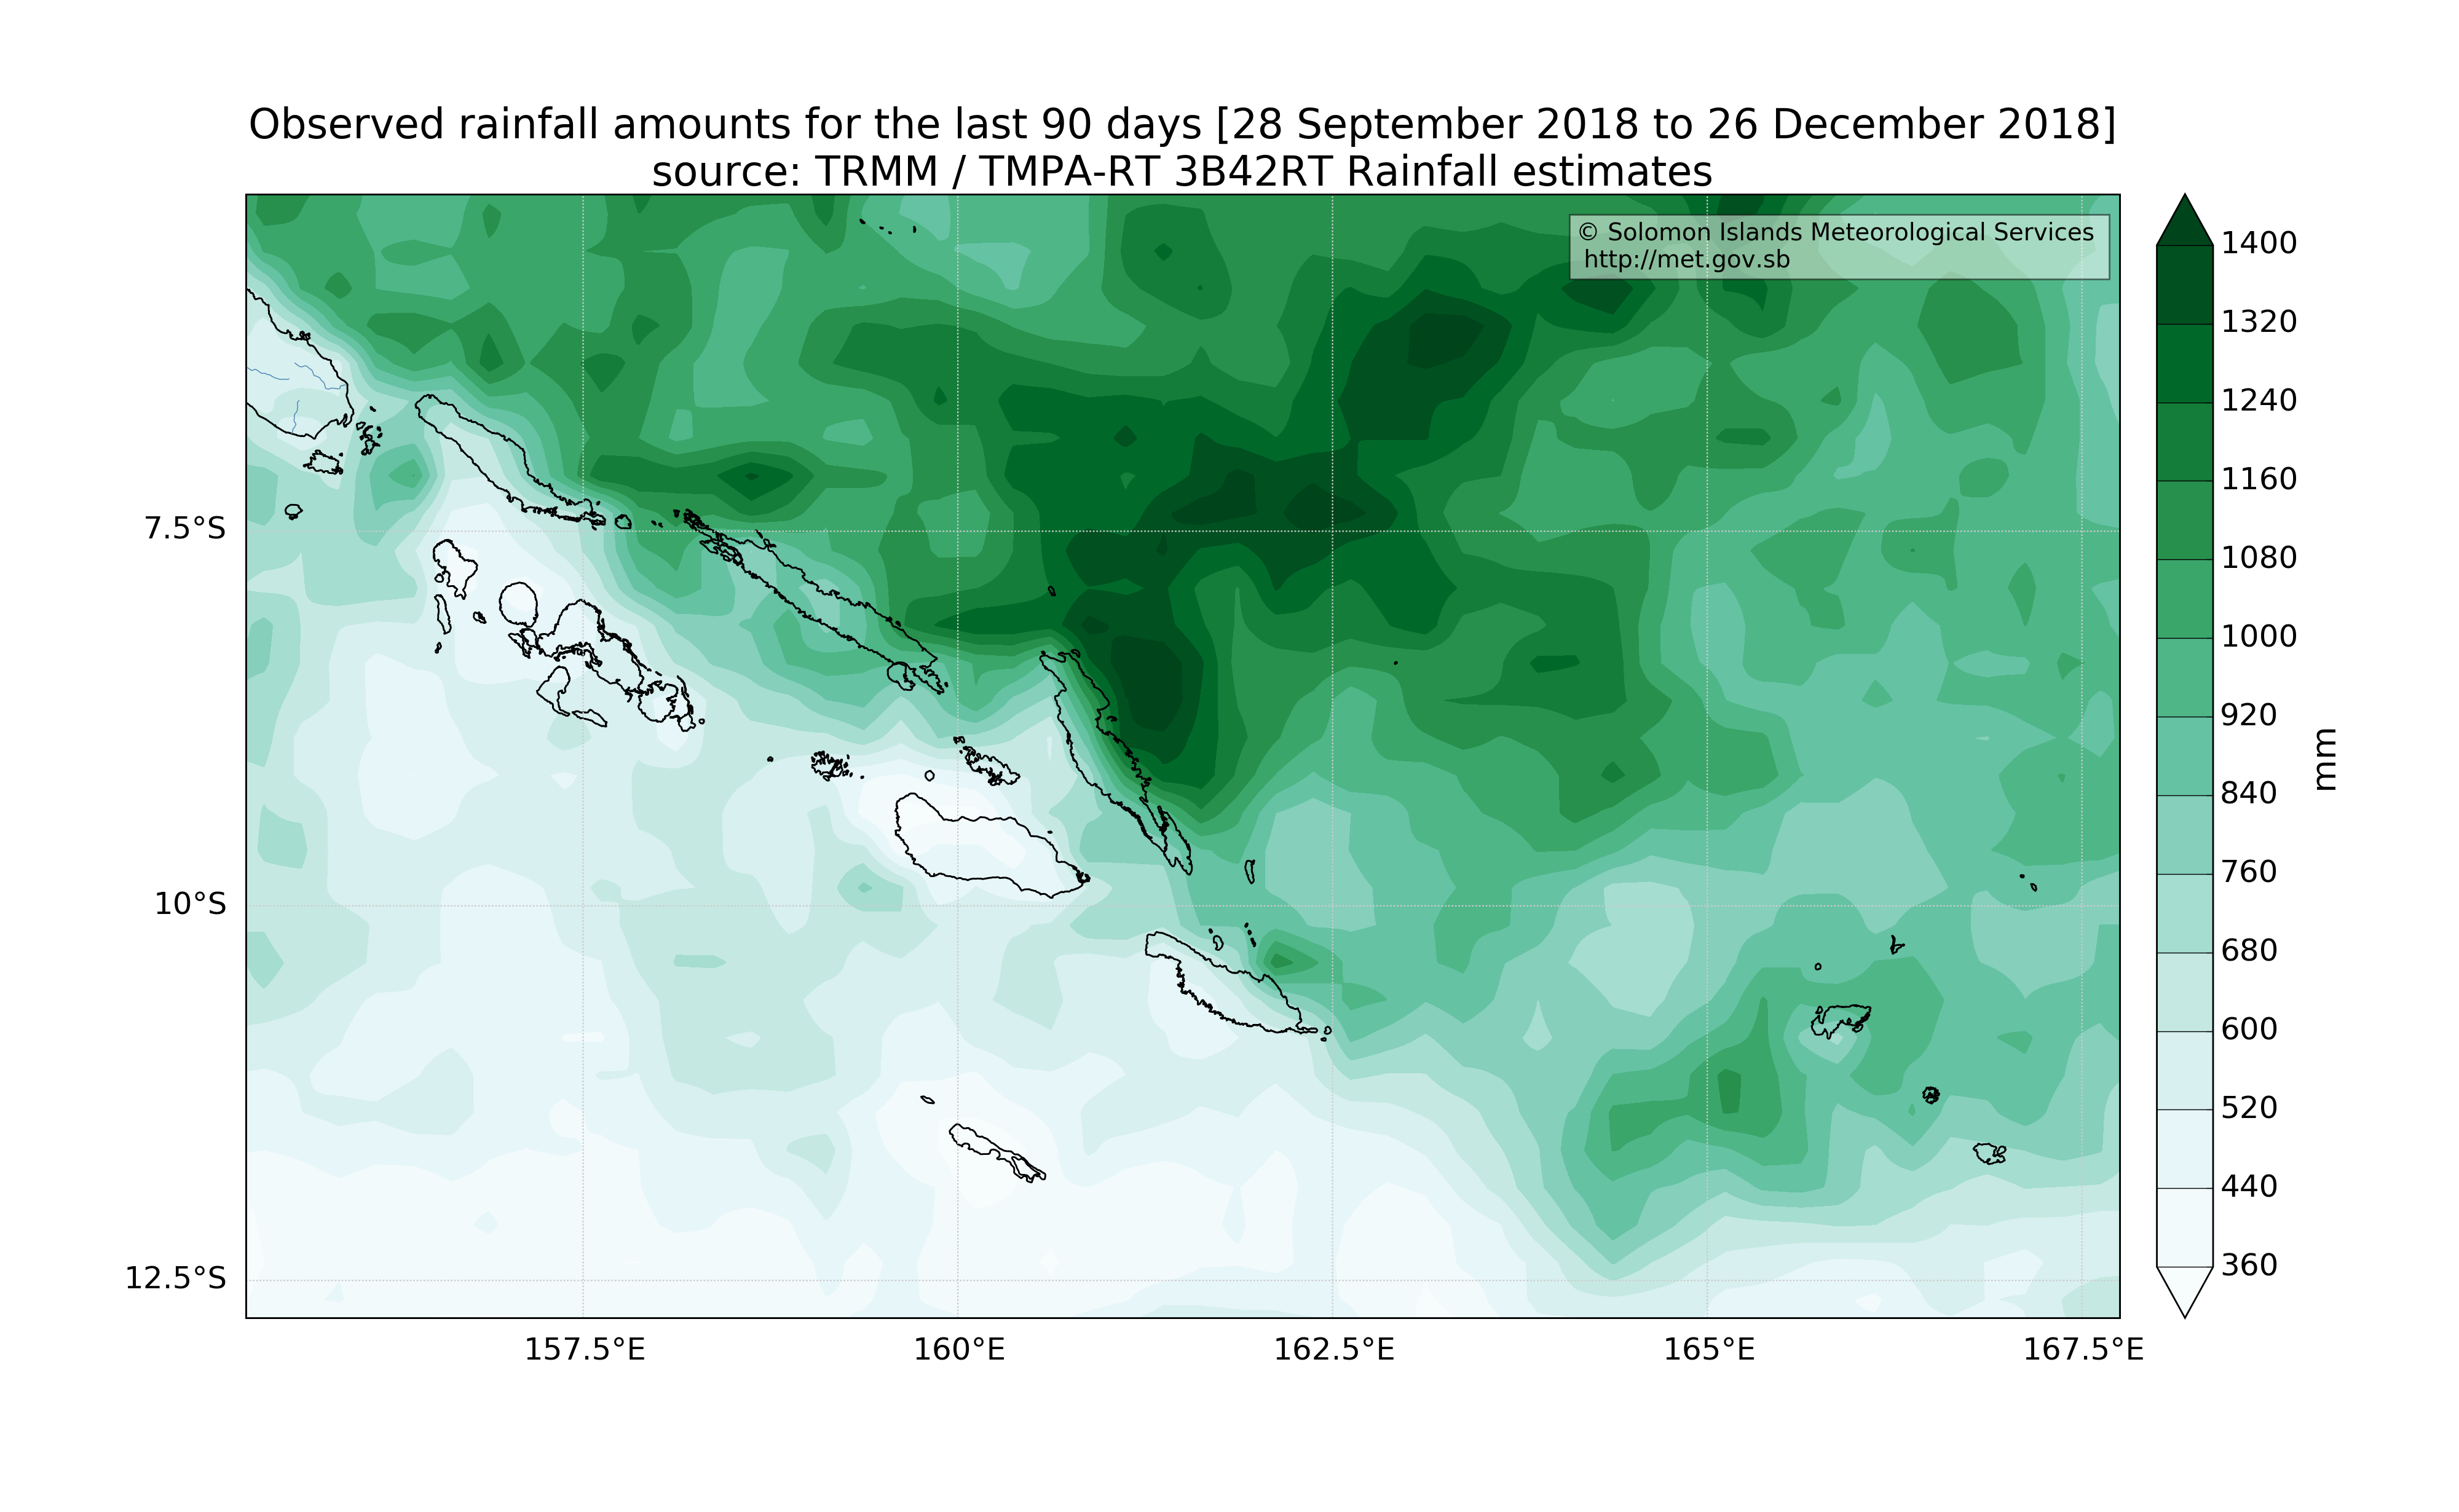 Observed rainfall amounts for the last 90 days [28 September 2018 to 26 December 2018]
source: TRMM / TMPA-RT 3B42RT Rainfall estimates
© Solomon Islands Meteorological Services
http://met.gov.sb
7.5°S
10°S
12.5°S
157.5°E
160°E
162.5°E
165°E
167.5°E
1400
1320
1240
1160
1080
1000
920
840
760
680
600
520
440
360
mm